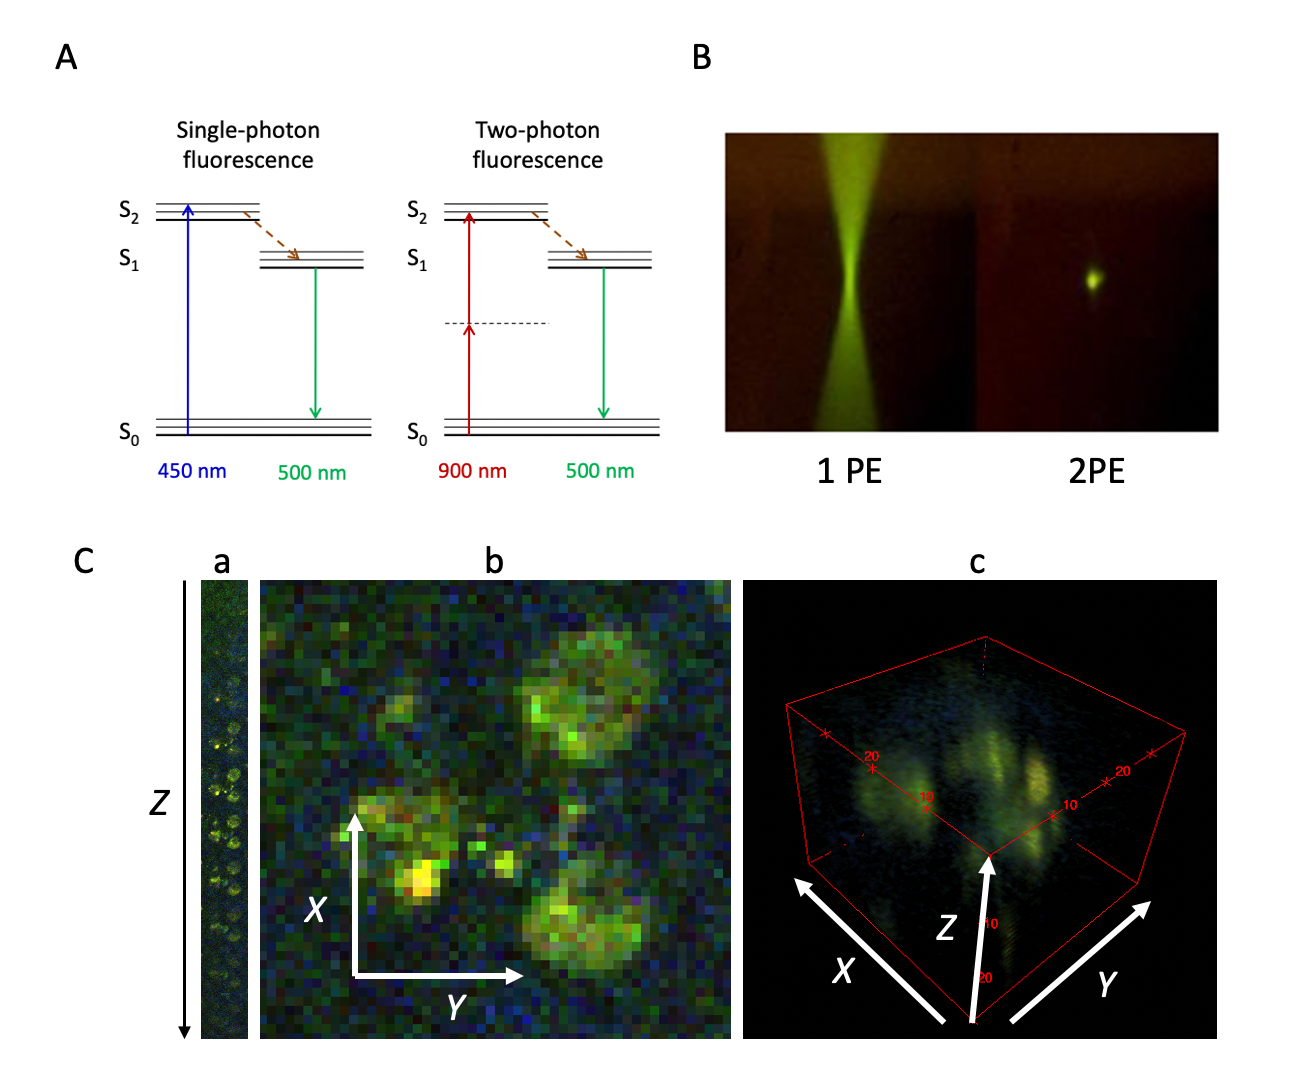 A
B
Single-photon
fluorescence
Two-photon
fluorescence
S2
S2
S1
S1
S0
S0
450 nm
500 nm
900 nm
500 nm
1 PE
2PE
C
a
b
c
Z
X
Y
20
10
20
10
10
20
Z
X
Y